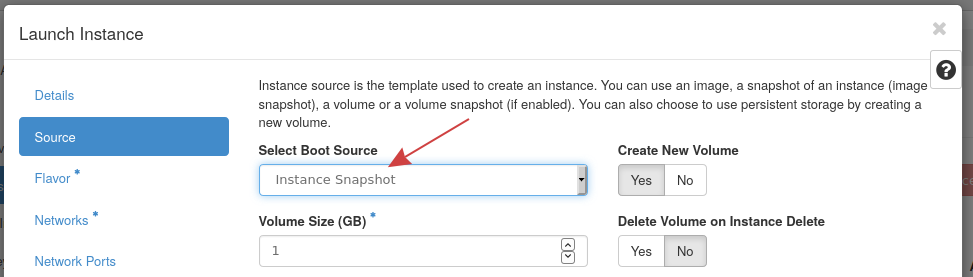 Launch Instance
×
?
Details
Source
Flavor *
Networks *
Network Ports
Instance source is the template used to create an instance. You can use an image, a snapshot of an instance (image
snapshot), a volume or a volume snapshot (if enabled). You can also choose to use persistent storage by creating a
new volume.
Select Boot Source
Instance Snapshot
Create New Volume
Yes No
Volume Size (GB) *
1
Delete Volume on Instance Delete
Yes No